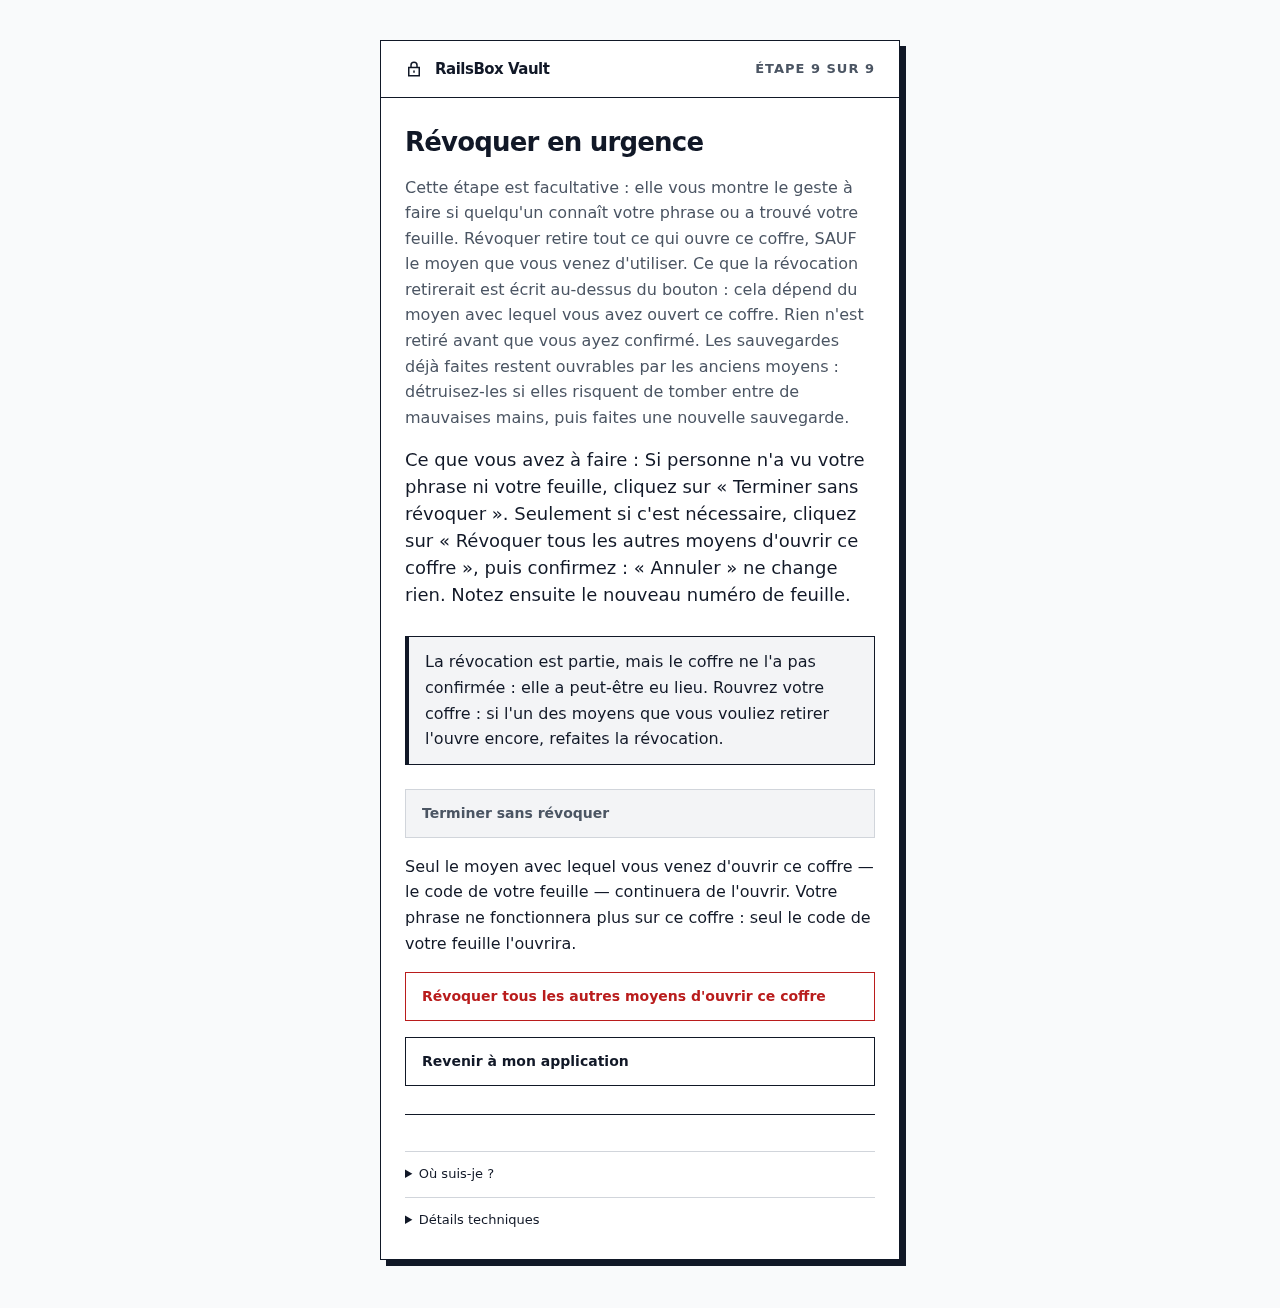 RailsBox Vault
ÉTAPE 9 SUR 9
Révoquer en urgence
Cette étape est facultative : elle vous montre le geste à
faire si quelqu'un connaît votre phrase ou a trouvé votre
feuille. Révoquer retire tout ce qui ouvre ce coffre, SAUF
le moyen que vous venez d'utiliser. Ce que la révocation
retirerait est écrit au-dessus du bouton : cela dépend du
moyen avec lequel vous avez ouvert ce coffre. Rien n'est
retiré avant que vous ayez confirmé. Les sauvegardes
déjà faites restent ouvrables par les anciens moyens :
détruisez-les si elles risquent de tomber entre de
mauvaises mains, puis faites une nouvelle sauvegarde.
Ce que vous avez à faire : Si personne n'a vu votre
phrase ni votre feuille, cliquez sur « Terminer sans
révoquer ». Seulement si c'est nécessaire, cliquez
sur « Révoquer tous les autres moyens d'ouvrir ce
coffre », puis confirmez : « Annuler » ne change
rien. Notez ensuite le nouveau numéro de feuille.
La révocation est partie, mais le coffre ne l'a pas
confirmée : elle a peut-être eu lieu. Rouvrez votre
coffre : si l'un des moyens que vous vouliez retirer
l'ouvre encore, refaites la révocation.
Terminer sans révoquer
Seul le moyen avec lequel vous venez d'ouvrir ce coffre —
le code de votre feuille — continuera de l'ouvrir. Votre
phrase ne fonctionnera plus sur ce coffre : seul le code de
votre feuille l'ouvrira.
Révoquer tous les autres moyens d'ouvrir ce coffre
Revenir à mon application
Où suis-je ?
Détails techniques